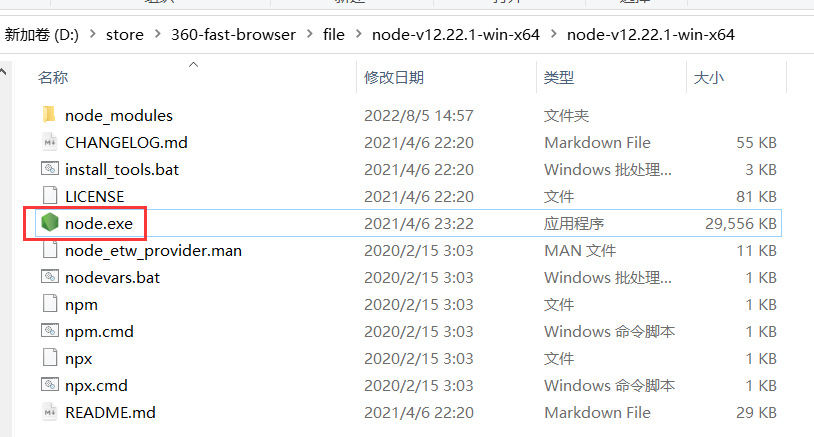 新加卷 (D:) > store > 360-fast-browser > file > node-v12.22.1-win-x64 > node-v12.22.1-win-x64
名称 修改日期 类型 大小
node_modules 2022/8/5 14:57 文件夹
CHANGELOG.md 2021/4/6 22:20 Markdown File 55 KB
install_tools.bat 2021/4/6 22:20 Windows 批处理... 3 KB
LICENSE 2021/4/6 22:20 文件 81 KB
node.exe 2021/4/6 23:22 应用程序 29,556 KB
node_etw_provider.man 2020/2/15 3:03 MAN 文件 11 KB
nodevars.bat 2020/2/15 3:03 Windows 批处理... 1 KB
npm 2020/2/15 3:03 文件 1 KB
npm.cmd 2020/2/15 3:03 Windows 命令脚本 1 KB
npx 2020/2/15 3:03 文件 1 KB
npx.cmd 2020/2/15 3:03 Windows 命令脚本 1 KB
README.md 2021/4/6 22:20 Markdown File 29 KB